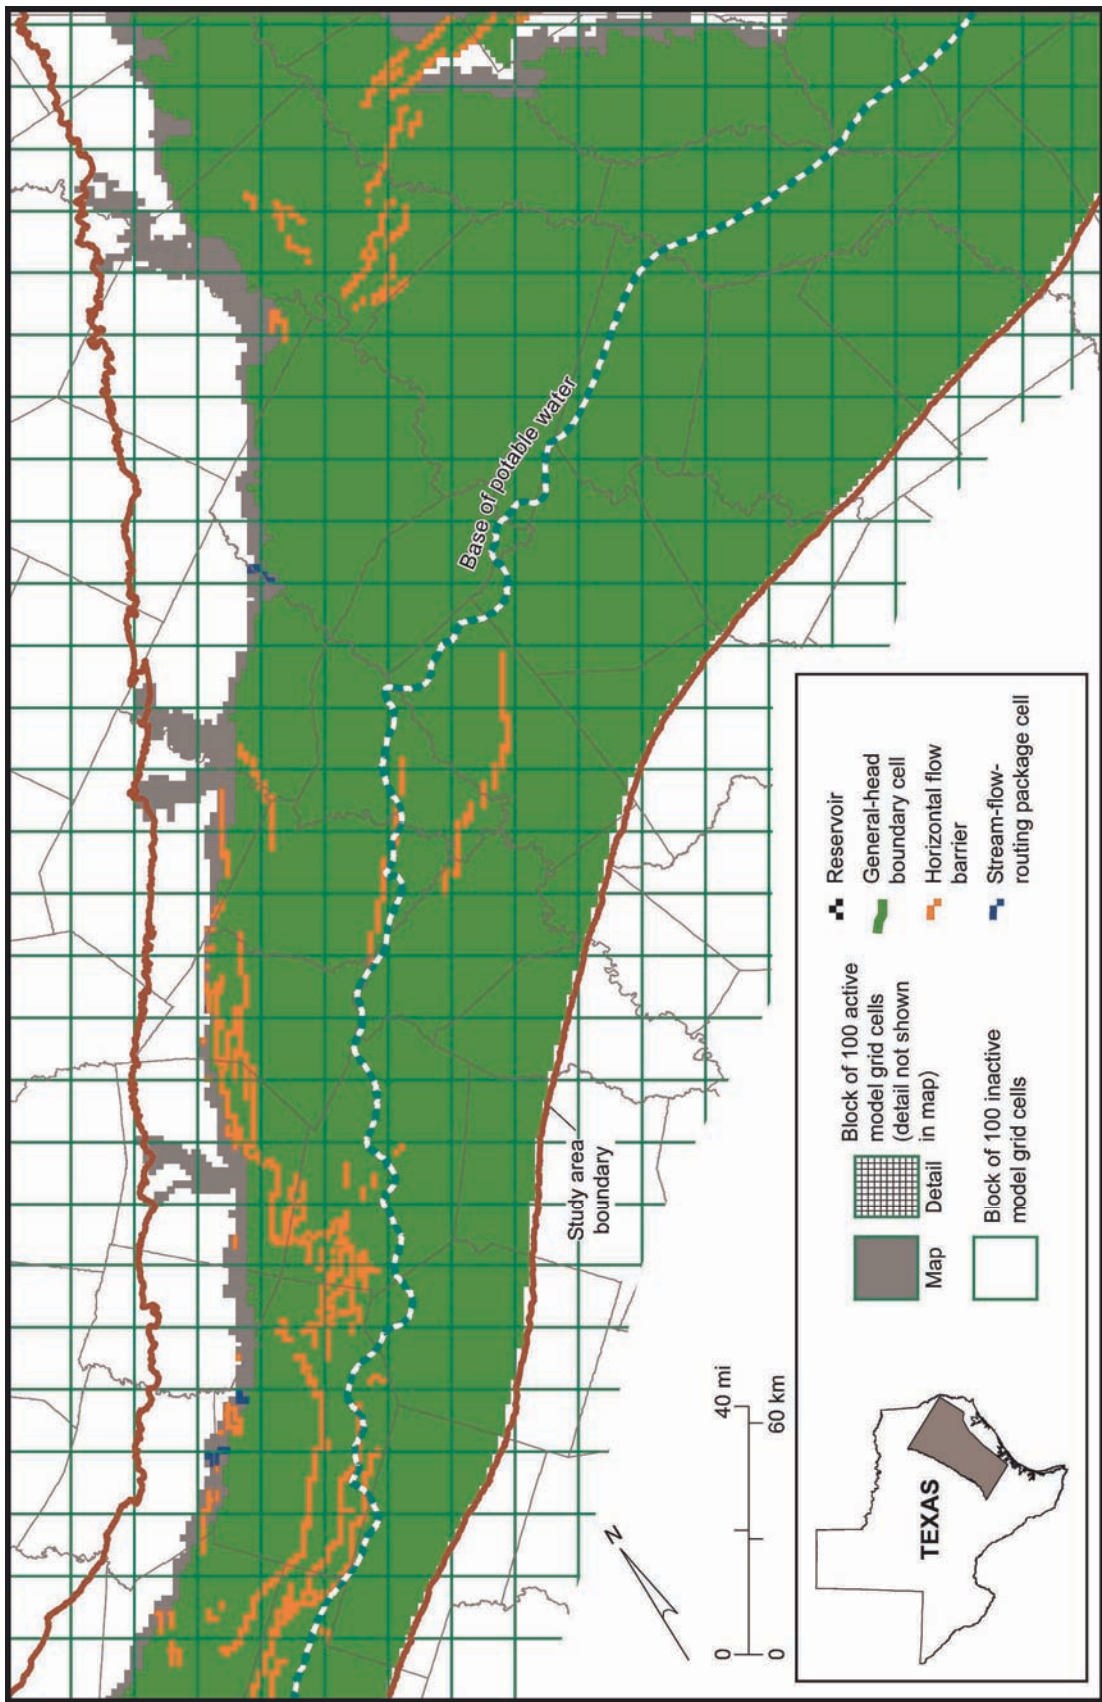 Base of potable water
Study area
boundary
N
0
40 mi
0
60 km
TEXAS
Map
Detail
Block of 100 active
model grid cells
(detail not shown
in map)
Block of 100 inactive
model grid cells
Reservoir
General-head
boundary cell
Horizontal flow
barrier
Stream-flow-
routing package cell